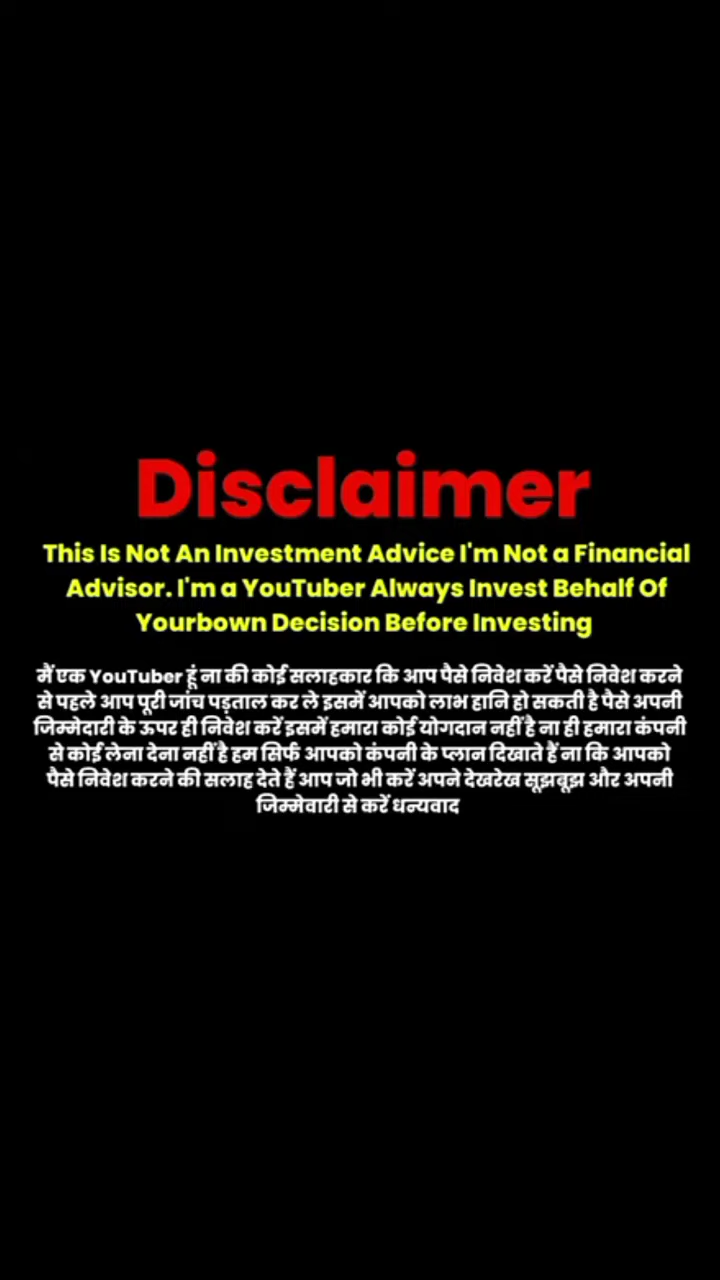 Disclaimer
This Is Not An Investment Advice I'm Not a Financial
Advisor. I'm a YouTuber Always Invest Behalf Of
Yourbown Decision Before Investing
मैं एक YouTuber हूं ना की कोई सलाहकार कि आप पैसे निवेश करें पैसे निवेश करने
से पहले आप पूरी जांच पड़ताल कर ले इसमें आपको लाभ हानि हो सकती है पैसे अपनी
जिम्मेदारी के ऊपर ही निवेश करें इसमें हमारा कोई योगदान नहीं है ना ही हमारा कंपनी
से कोई लेना देना नहीं है हम सिर्फ आपको कंपनी के प्लान दिखाते हैं ना कि आपको
पैसे निवेश करने की सलाह देते हैं आप जो भी करें अपने देखरेख सूझबूझ और अपनी
जिम्मेवारी से करें धन्यवाद